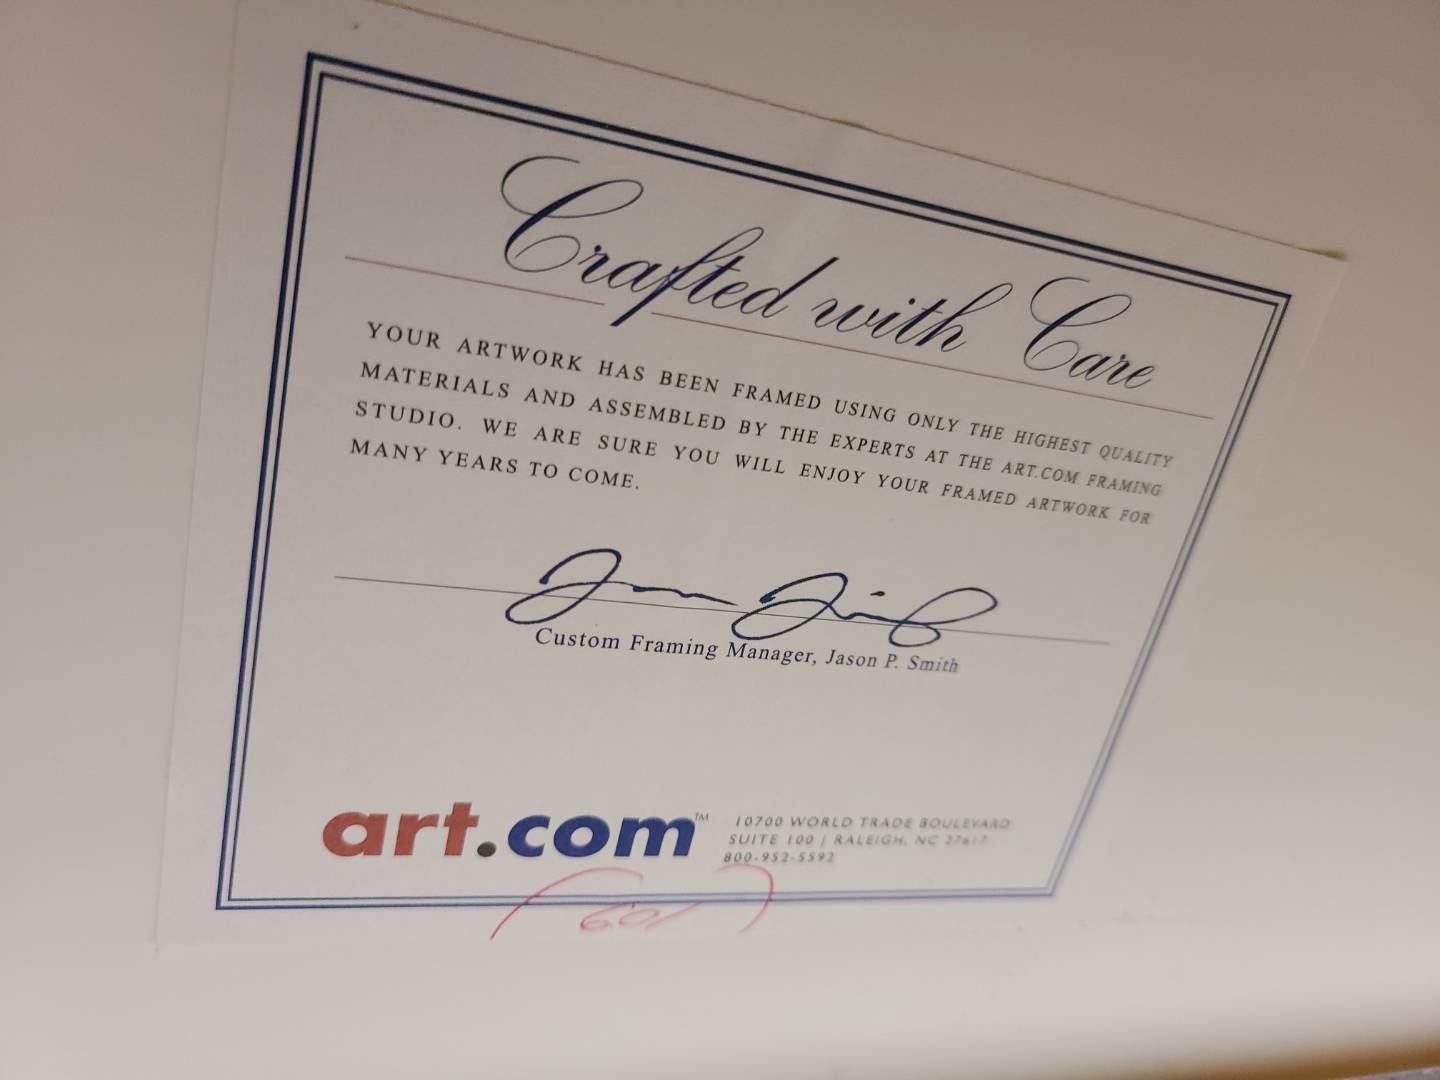 Crafted with Care
YOUR ARTWORK HAS BEEN FRAMED USING ONLY THE HIGHEST QUALITY
MATERIALS AND ASSEMBLED BY THE EXPERTS AT THE ART.COM FRAMING
STUDIO. WE ARE SURE YOU WILL ENJOY YOUR FRAMED ARTWORK FOR
MANY YEARS TO COME.
Custom Framing Manager, Jason P. Smith
art.com™
10700 WORLD TRADE BOULEVARD
SUITE 100 | RALEIGH, NC 27617
800-952-5592